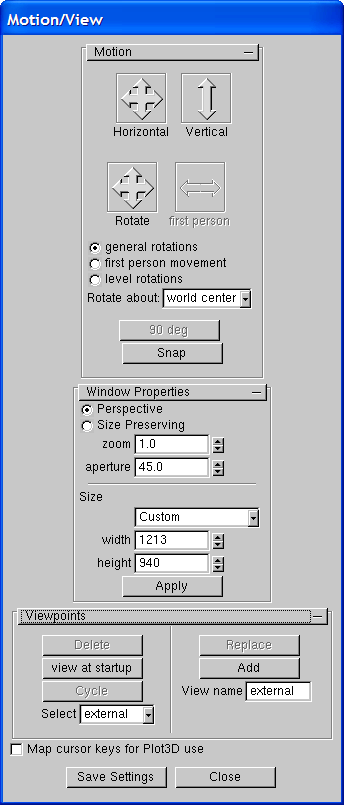 Motion/View
Motion
Horizontal Vertical
Rotate first person
general rotations
first person movement
level rotations
Rotate about: world center
90 deg
Snap
Window Properties
Perspective
Size Preserving
zoom 1.0
aperture 45.0
Size
Custom
width 1213
height 940
Apply
Viewpoints
Delete Replace
view at startup Add
Cycle View name external
Select external
Map cursor keys for Plot3D use
Save Settings Close